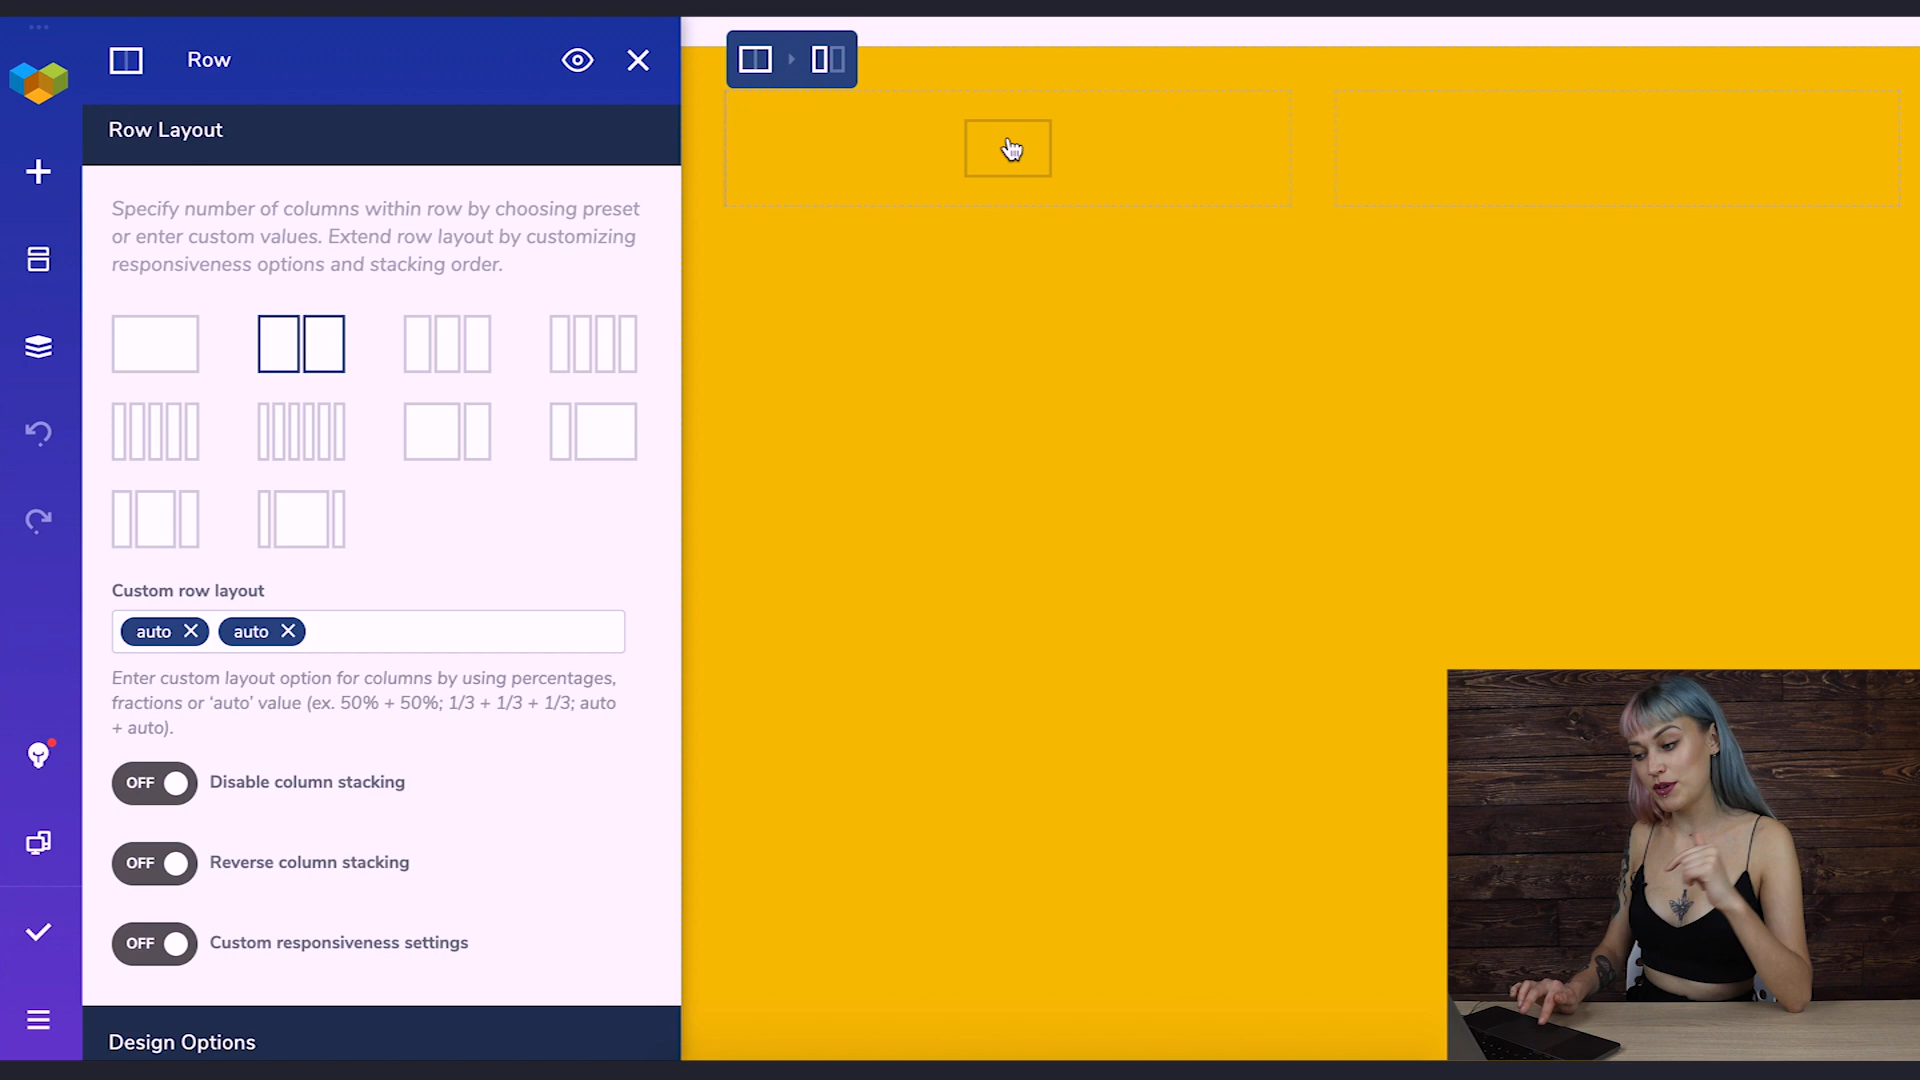 Row
Row Layout
Specify number of columns within row by choosing preset
or enter custom values. Extend row layout by customizing
responsiveness options and stacking order.
Custom row layout
auto
auto
Enter custom layout option for columns by using percentages,
fractions or ‘auto’ value (ex. 50% + 50%; 1/3 + 1/3 + 1/3; auto
+ auto).
OFF Disable column stacking
OFF Reverse column stacking
OFF Custom responsiveness settings
Design Options